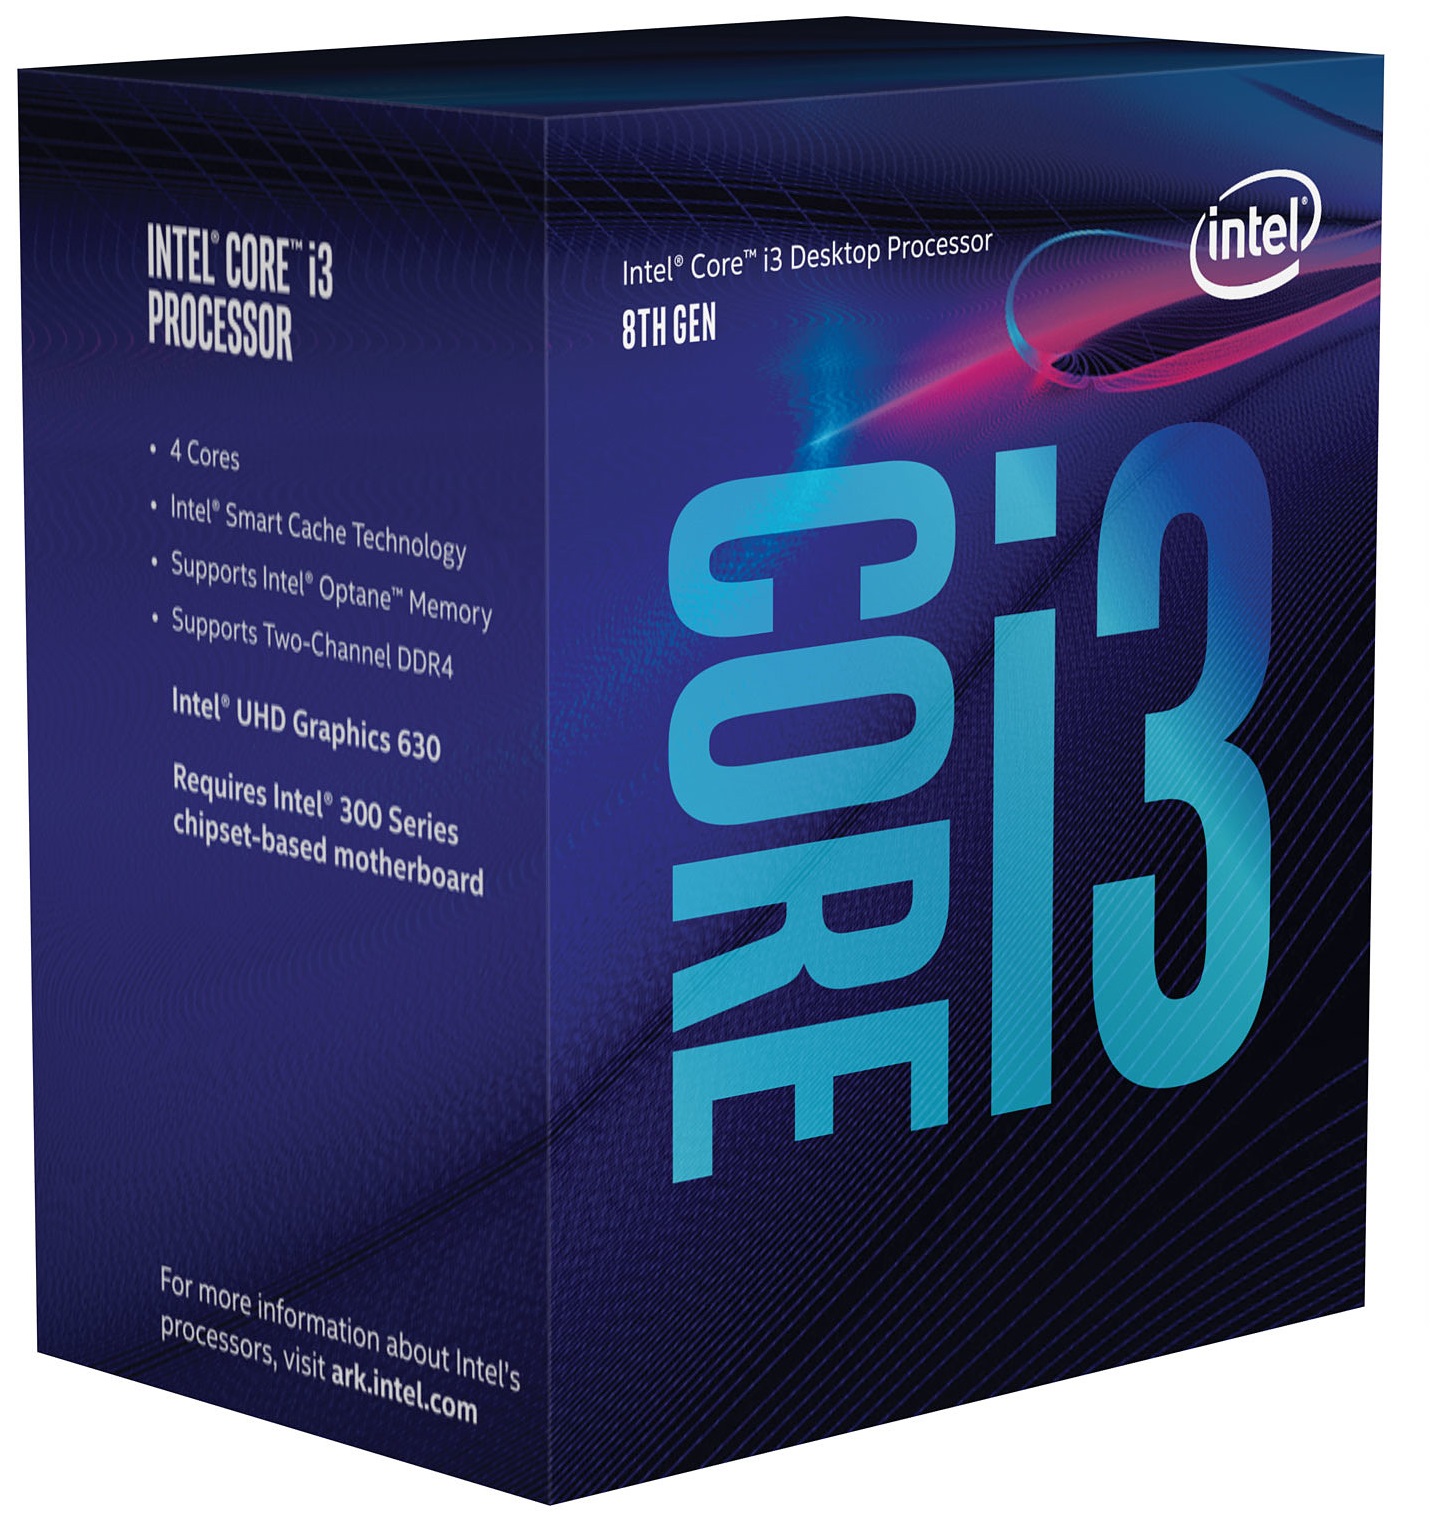 INTEL® CORE™ i3
PROCESSOR
• 4 Cores
• Intel® Smart Cache Technology
• Supports Intel® Optane™ Memory
• Supports Two-Channel DDR4
Intel® UHD Graphics 630
Requires Intel® 300 Series
chipset-based motherboard
For more information about Intel's
processors, visit ark.intel.com
Intel® Core™ i3 Desktop Processor
8TH GEN
intel®
CORE
i3